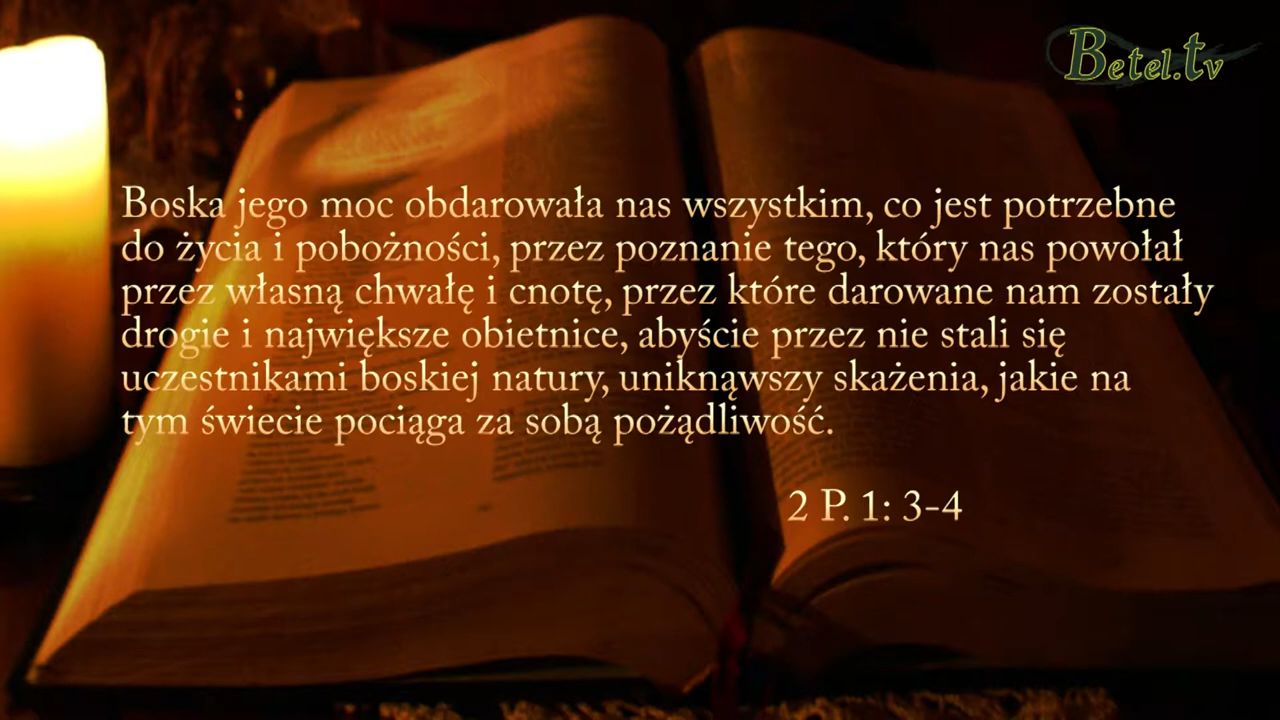 Betel.tv
Boska jego moc obdarowała nas wszystkim, co jest potrzebne
do życia i pobożności, przez poznanie tego, który nas powołał
przez własną chwałę i cnotę, przez które darowane nam zostały
drogie i największe obietnice, abyście przez nie stali się
uczestnikami boskiej natury, uniknąwszy skażenia, jakie na
tym świecie pociąga za sobą pożądliwość.
2 P. 1: 3-4